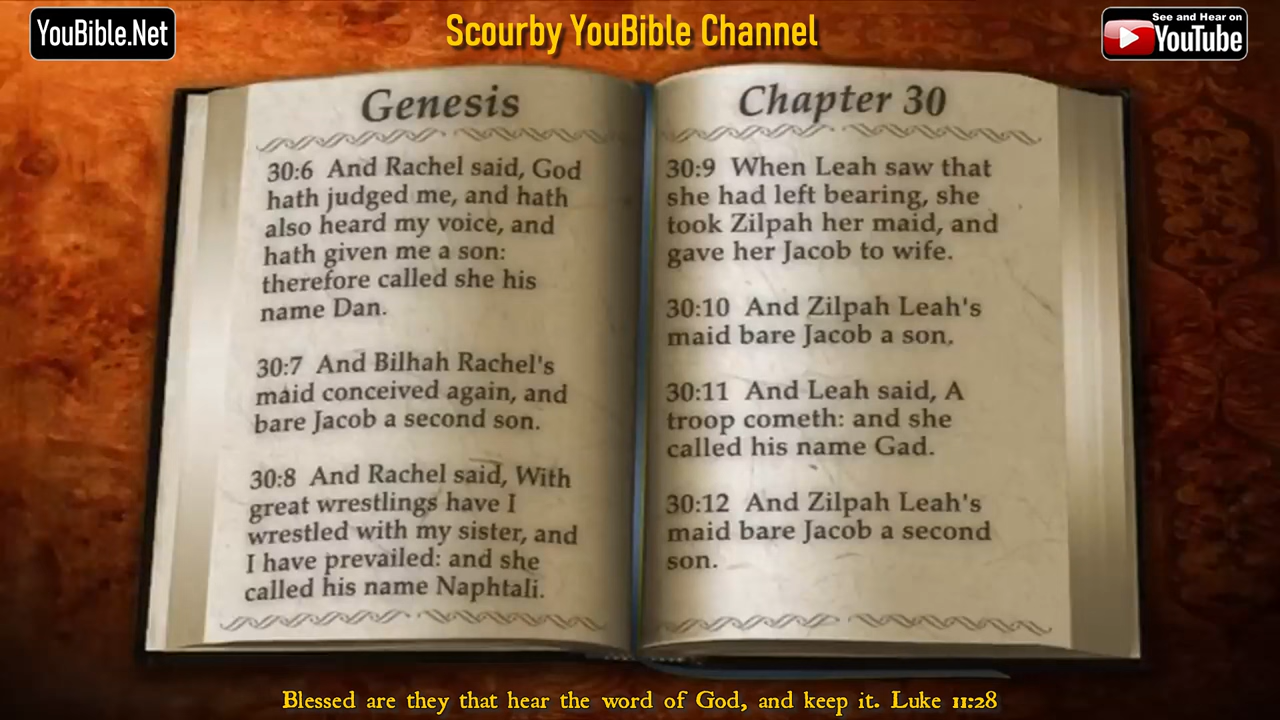 YouBible.Net
Scourby YouBible Channel
See and Hear on
YouTube
Genesis
30:6 And Rachel said, God
hath judged me, and hath
also heard my voice, and
hath given me a son:
therefore called she his
name Dan.
30:7 And Bilhah Rachel's
maid conceived again, and
bare Jacob a second son.
30:8 And Rachel said, With
great wrestlings have I
wrestled with my sister, and
I have prevailed: and she
called his name Naphtali.
Chapter 30
30:9 When Leah saw that
she had left bearing, she
took Zilpah her maid, and
gave her Jacob to wife.
30:10 And Zilpah Leah's
maid bare Jacob a son.
30:11 And Leah said, A
troop cometh: and she
called his name Gad.
30:12 And Zilpah Leah's
maid bare Jacob a second
son.
Blessed are they that hear the word of God, and keep it. Luke 11:28